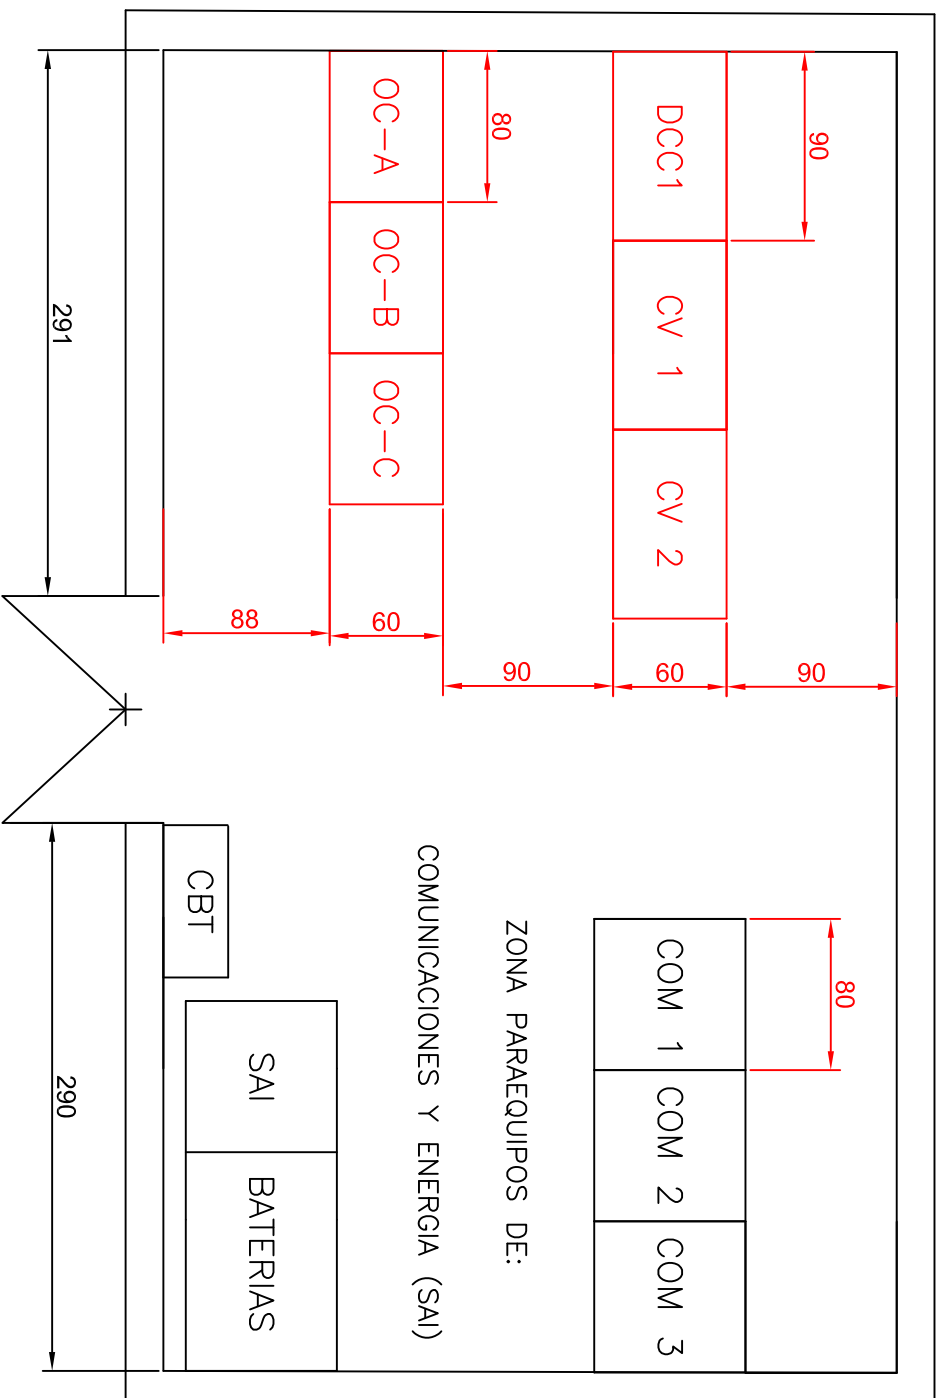 90
90
80
DCC1
CV 1
CV 2
60
COM 1
COM 2
COM 3
80
90
ZONA PARAEQUIPOS DE:
COMUNICACIONES Y ENERGIA (SAI)
OC-A
OC-B
OC-C
60
88
SAI
BATERIAS
CBT
291
290